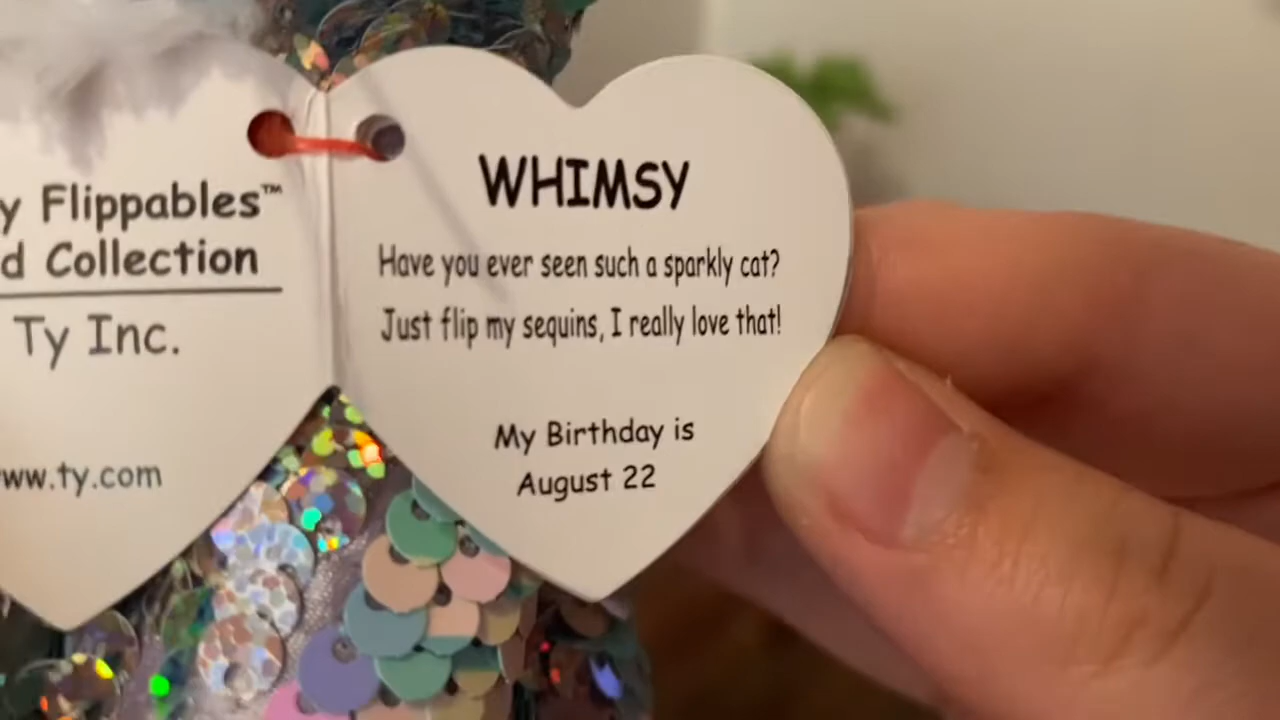 y Flippables™
d Collection
Ty Inc.
ww.ty.com
WHIMSY
Have you ever seen such a sparkly cat?
Just flip my sequins, I really love that!
My Birthday is
August 22